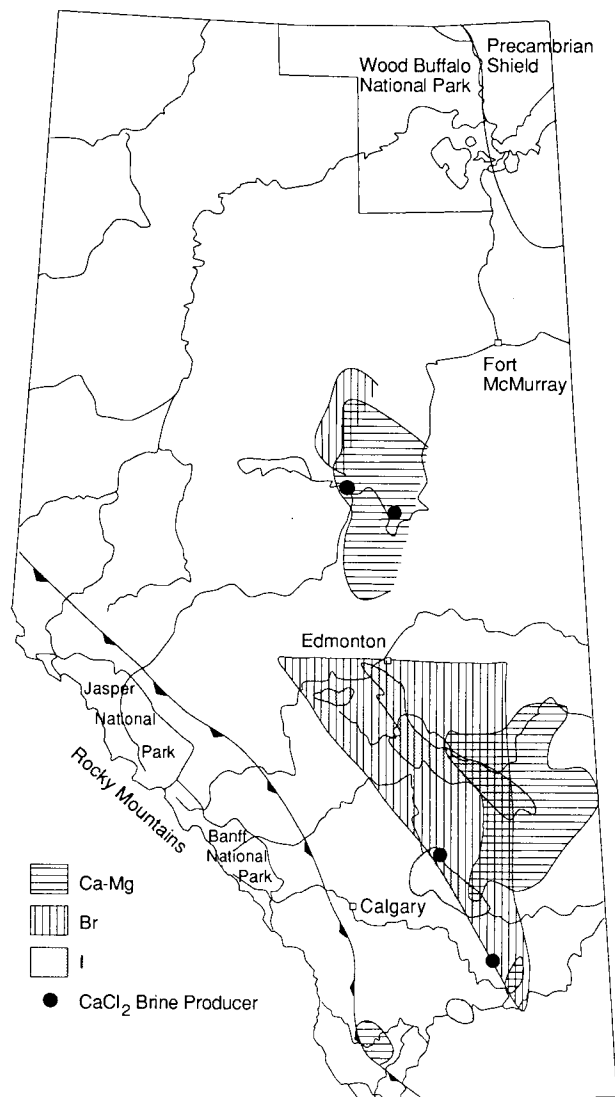 Precambrian
Shield
Wood Buffalo
National Park
Fort
McMurray
Edmonton
Jasper
National
Park
Rocky Mountains
Banff
National
Park
Calgary
Ca-Mg
Br
I
CaCl₂ Brine Producer